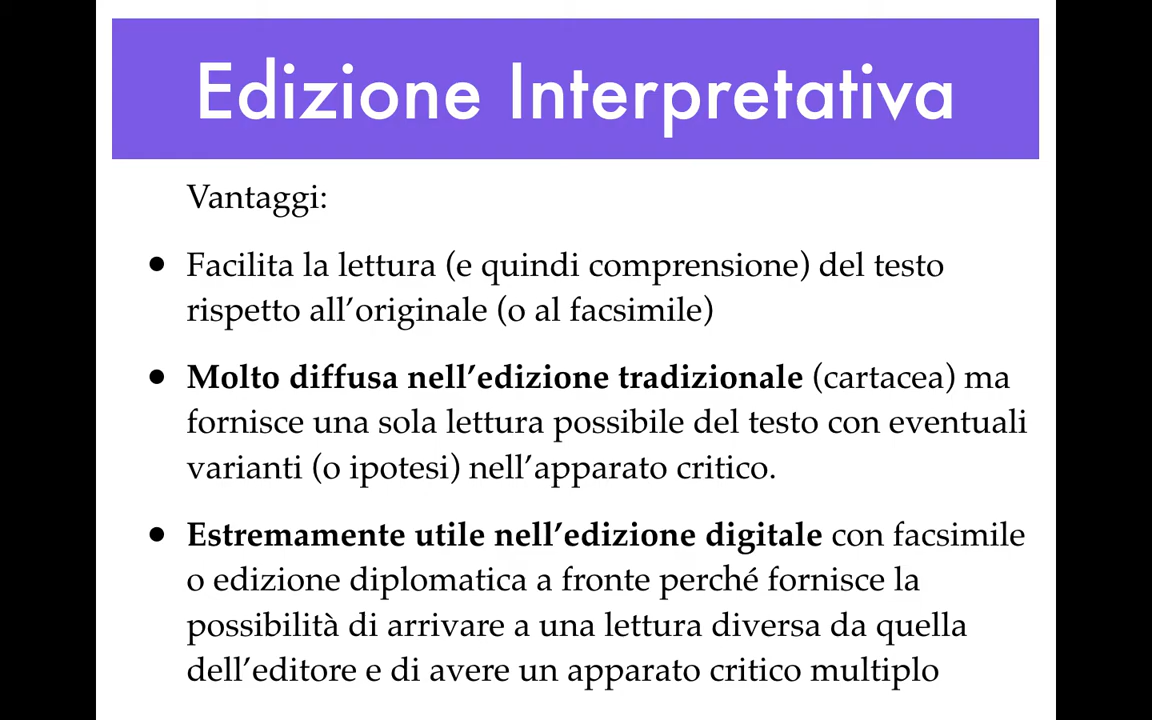 Edizione Interpretativa
Vantaggi:
• Facilita la lettura (e quindi comprensione) del testo
rispetto all’originale (o al facsimile)
• Molto diffusa nell’edizione tradizionale (cartacea) ma
fornisce una sola lettura possibile del testo con eventuali
varianti (o ipotesi) nell’apparato critico.
• Estremamente utile nell’edizione digitale con facsimile
o edizione diplomatica a fronte perché fornisce la
possibilità di arrivare a una lettura diversa da quella
dell’editore e di avere un apparato critico multiplo